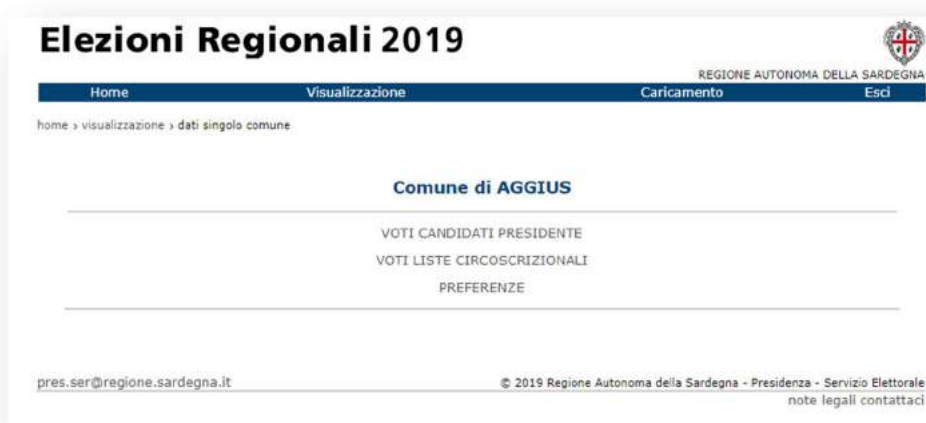 Elezioni Regionali 2019
REGIONE AUTONOMA DELLA SARDEGNA
Home Visualizzazione Caricamento Esci
home › visualizzazione › dati singolo comune
Comune di AGGIUS
VOTI CANDIDATI PRESIDENTE
VOTI LISTE CIRCOSCRIZIONALI
PREFERENZE
pres.ser@regione.sardegna.it © 2019 Regione Autonoma della Sardegna - Presidenza - Servizio Elettorale
note legali contattaci